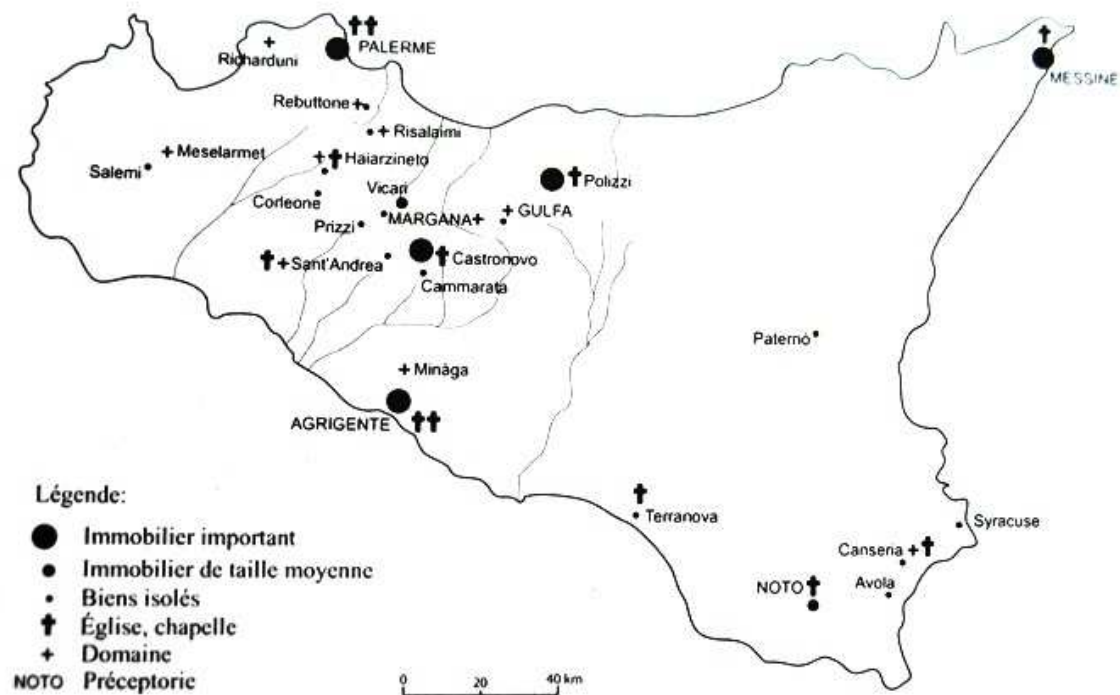 PALERME
MESSINE
Richarduni
Rebuttone
Risalaimi
Meselarmet
Haiarzineto
Salemi
Polizzi
Vicari
Corleone
GULFA
MARGANA
Prizzi
Castronovo
Sant'Andrea
Cammarata
Paternó
Minàga
AGRIGENTE
Terranova
Syracuse
Canseria
NOTO
Avola
Légende:
Immobilier important
Immobilier de taille moyenne
Biens isolés
Église, chapelle
Domaine
NOTO Préceptorie
0 20 40 km